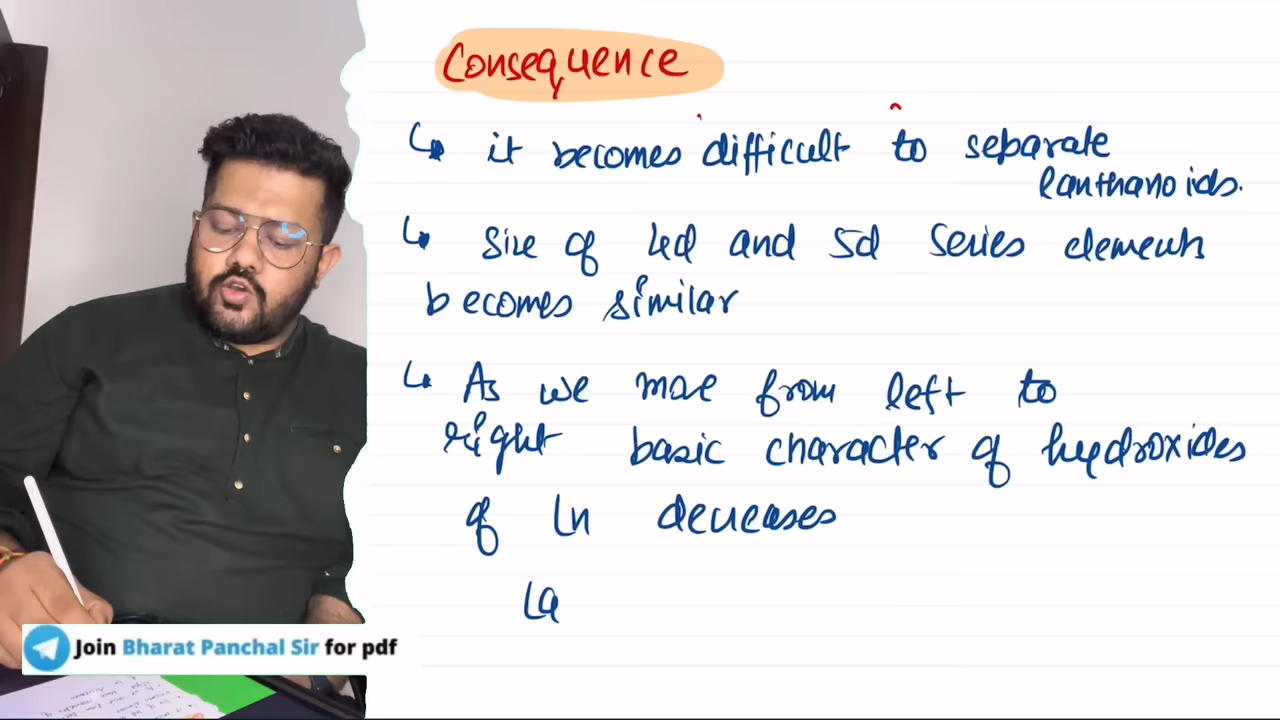 Consequence
↳ it becomes difficult to separate
lanthanoids.
↳ Size of 4d and 5d series elements
becomes similar
↳ As we move from left to
right basic character of hydroxides
of Ln decreases
La
Join Bharat Panchal Sir for pdf